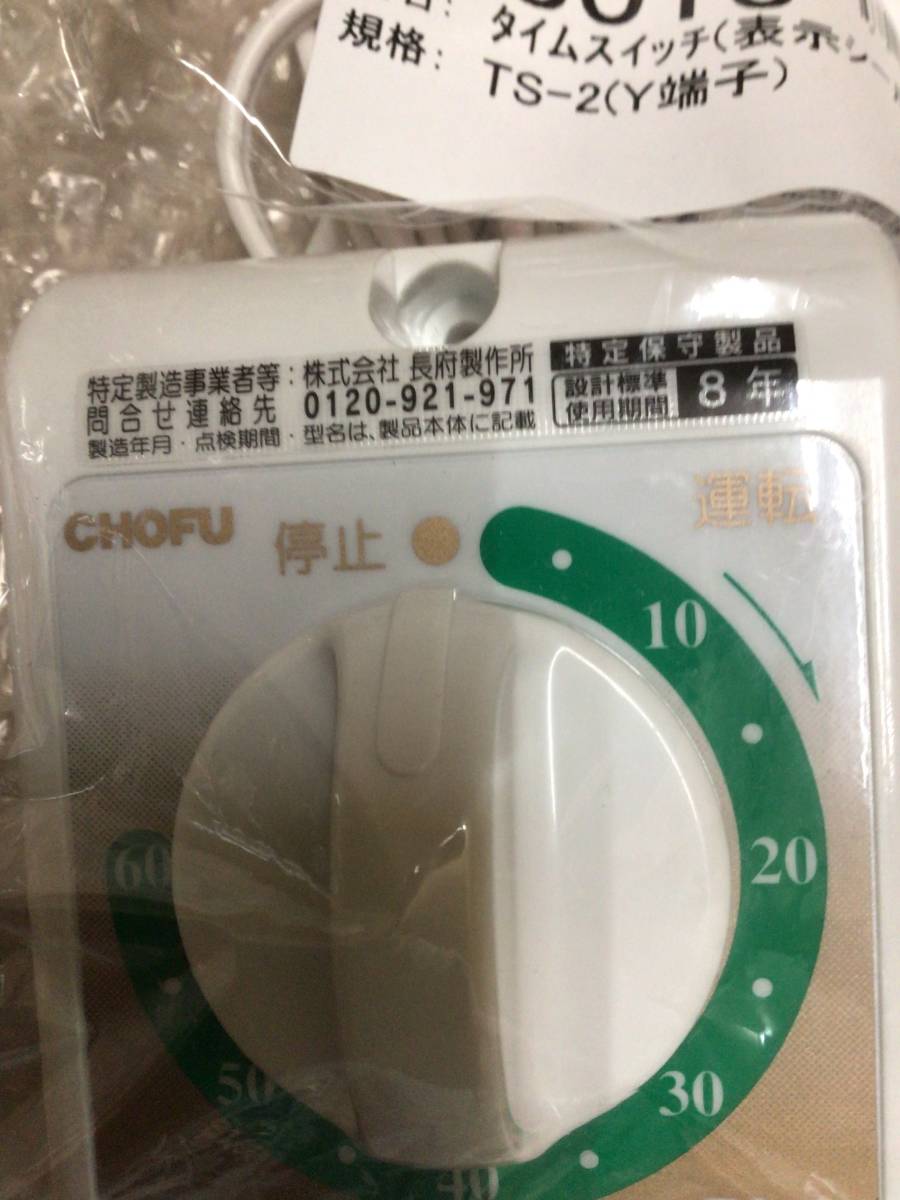 タイムスイッチ(表示
規格: TS-2(Y端子)
特定製造事業者等: 株式会社 長府製作所
問合せ連絡先 0120-921-971
製造年月・点検期間・型名は、製品本体に記載
特定保守製品
設計標準
使用期間
8年
CHOFU
停止
運転
10
20
30
40
50
60